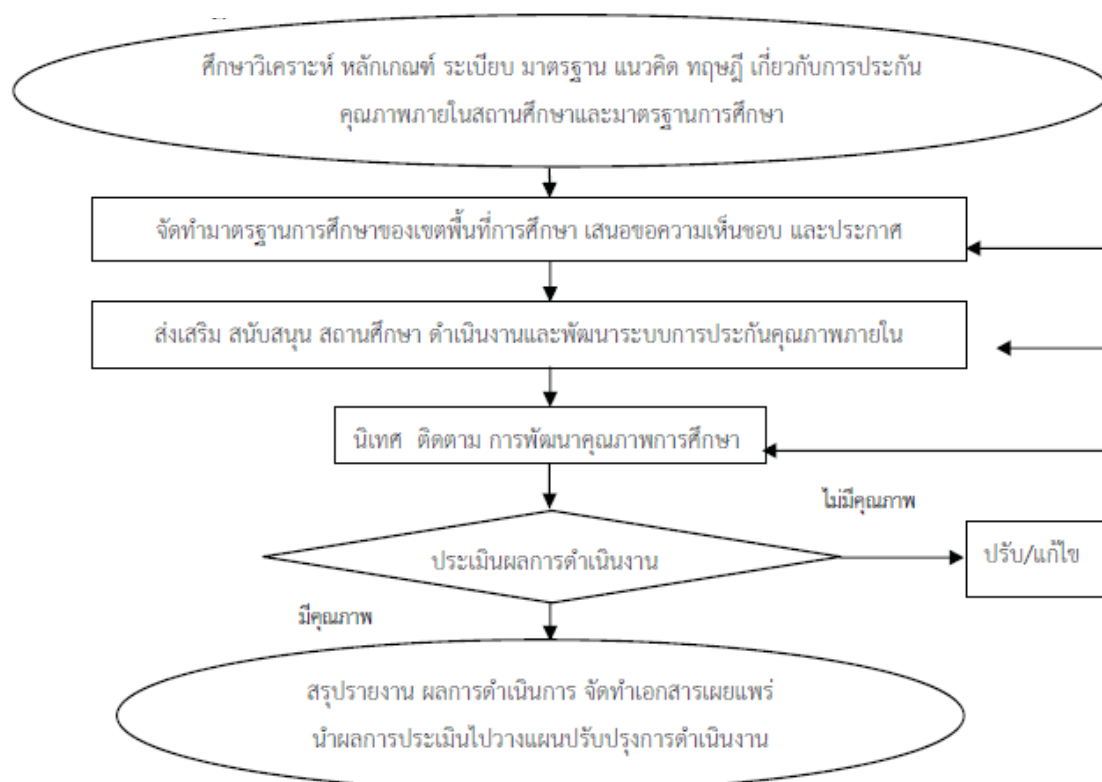 ศึกษาวิเคราะห์ หลักเกณฑ์ ระเบียบ มาตรฐาน แนวคิด ทฤษฎี เกี่ยวกับการประกัน
คุณภาพภายในสถานศึกษาและมาตรฐานการศึกษา
จัดทำมาตรฐานการศึกษาของเขตพื้นที่การศึกษา เสนอขอความเห็นชอบ และประกาศ
ส่งเสริม สนับสนุน สถานศึกษา ดำเนินงานและพัฒนาระบบการประกันคุณภาพภายใน
นิเทศ ติดตาม การพัฒนาคุณภาพการศึกษา
ไม่มีคุณภาพ
ประเมินผลการดำเนินงาน
ปรับ/แก้ไข
มีคุณภาพ
สรุปรายงาน ผลการดำเนินการ จัดทำเอกสารเผยแพร่
นำผลการประเมินไปวางแผนปรับปรุงการดำเนินงาน